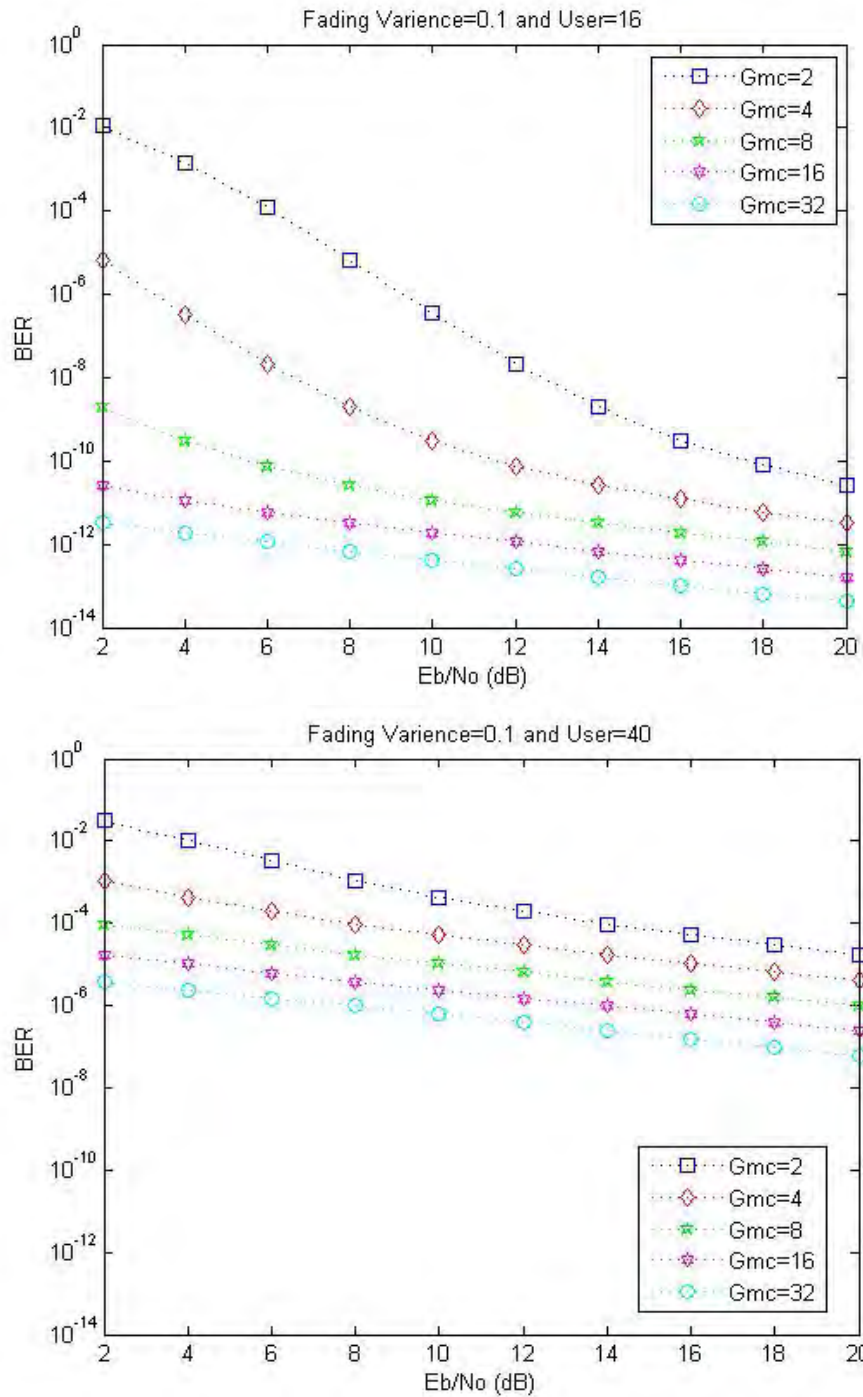 Fading Varience=0.1 and User=16
10^0
10^-2
10^-4
10^-6
10^-8
10^-10
10^-12
10^-14
BER
Gmc=2
Gmc=4
Gmc=8
Gmc=16
Gmc=32
2 4 6 8 10 12 14 16 18 20
Eb/No (dB)
Fading Varience=0.1 and User=40
10^0
10^-2
10^-4
10^-6
10^-8
10^-10
10^-12
10^-14
BER
Gmc=2
Gmc=4
Gmc=8
Gmc=16
Gmc=32
2 4 6 8 10 12 14 16 18 20
Eb/No (dB)